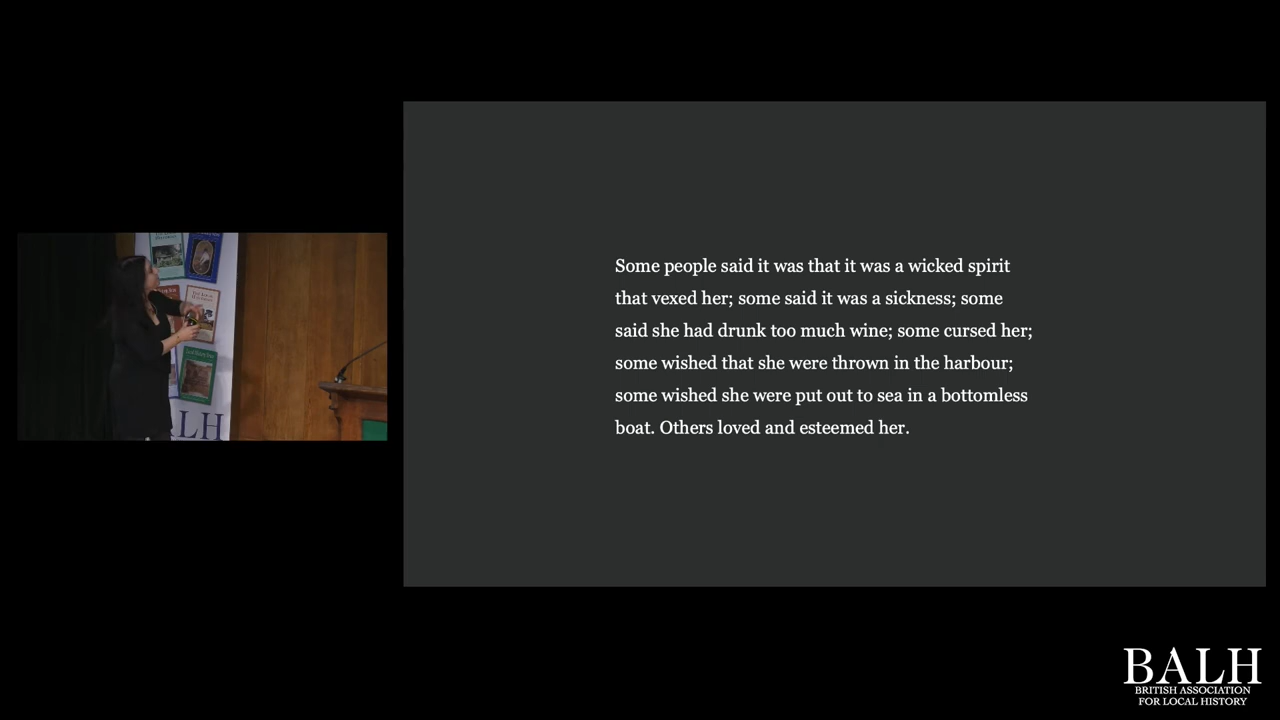 Some people said it was that it was a wicked spirit
that vexed her; some said it was a sickness; some
said she had drunk too much wine; some cursed her;
some wished that she were thrown in the harbour;
some wished she were put out to sea in a bottomless
boat. Others loved and esteemed her.
LH
BALH
BRITISH ASSOCIATION
FOR LOCAL HISTORY